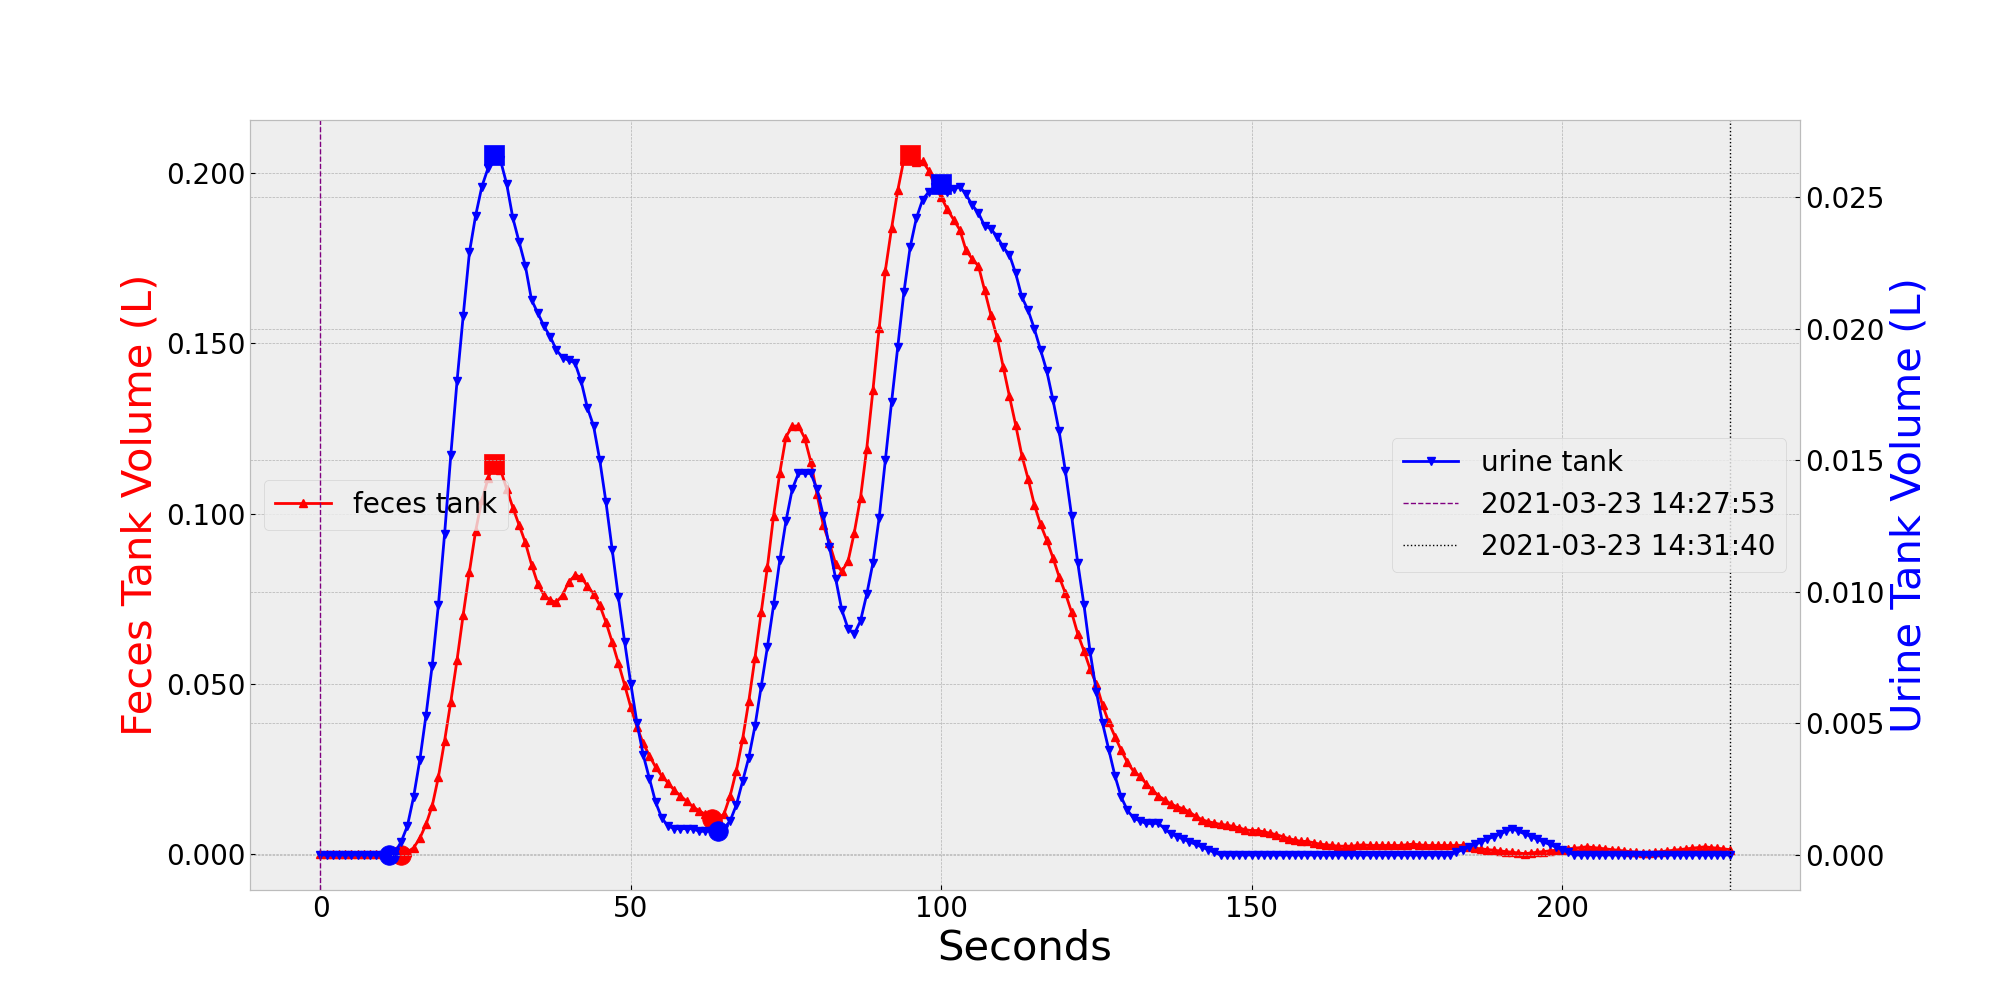 Feces Tank Volume (L)
0.200
0.150
0.100
0.050
0.000
feces tank
urine tank
2021-03-23 14:27:53
2021-03-23 14:31:40
0.025
0.020
0.015
0.010
0.005
0.000
Urine Tank Volume (L)
0 50 100 150 200
Seconds